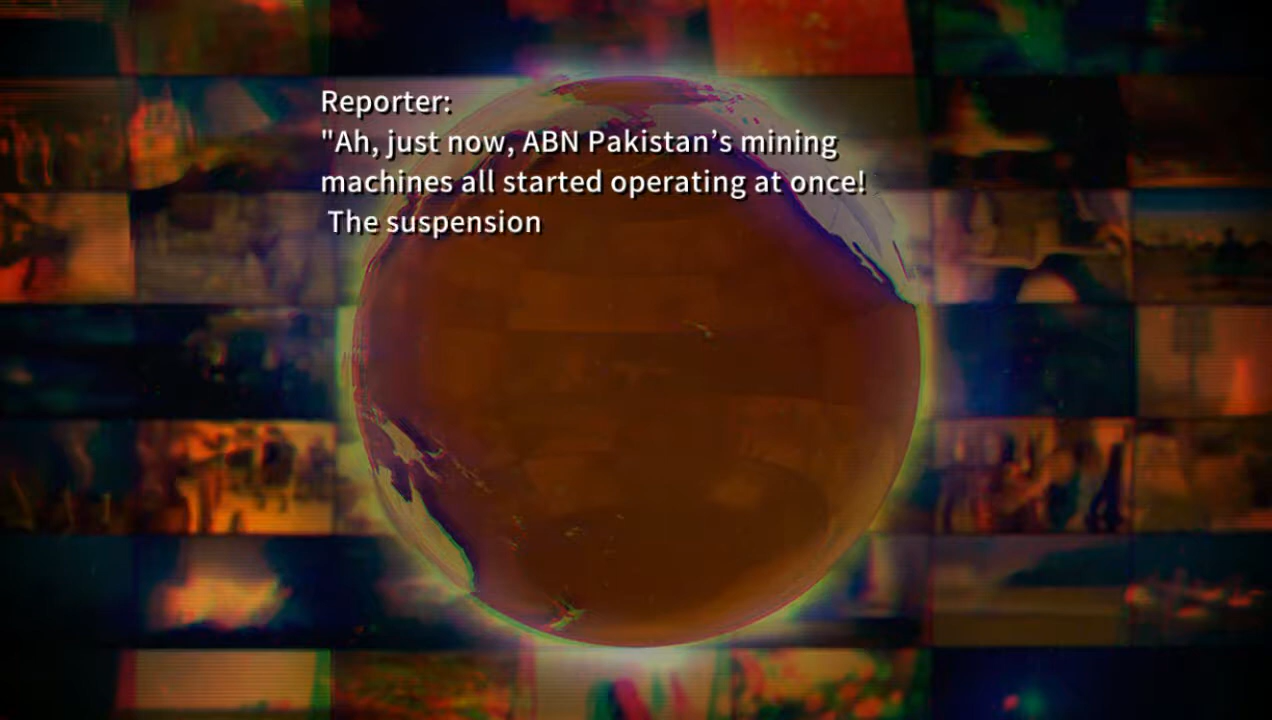 Reporter:
"Ah, just now, ABN Pakistan’s mining
machines all started operating at once!
The suspension